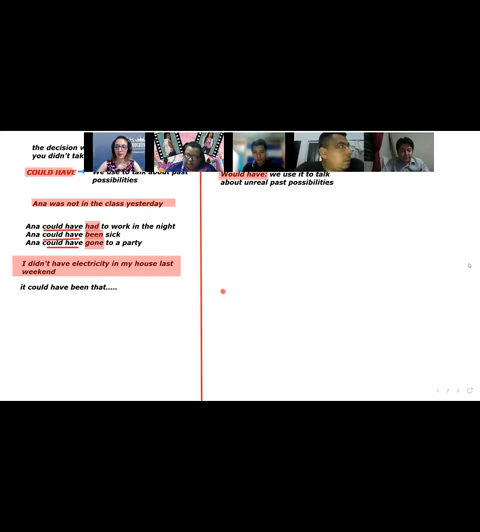 the decision w
you didn't tak
COULD HAVE
We use to talk about past
possibilities
Ana was not in the class yesterday
Ana could have had to work in the night
Ana could have been sick
Ana could have gone to a party
I didn't have electricity in my house last
weekend
it could have been that.....
Would have: we use it to talk
about unreal past possibilities